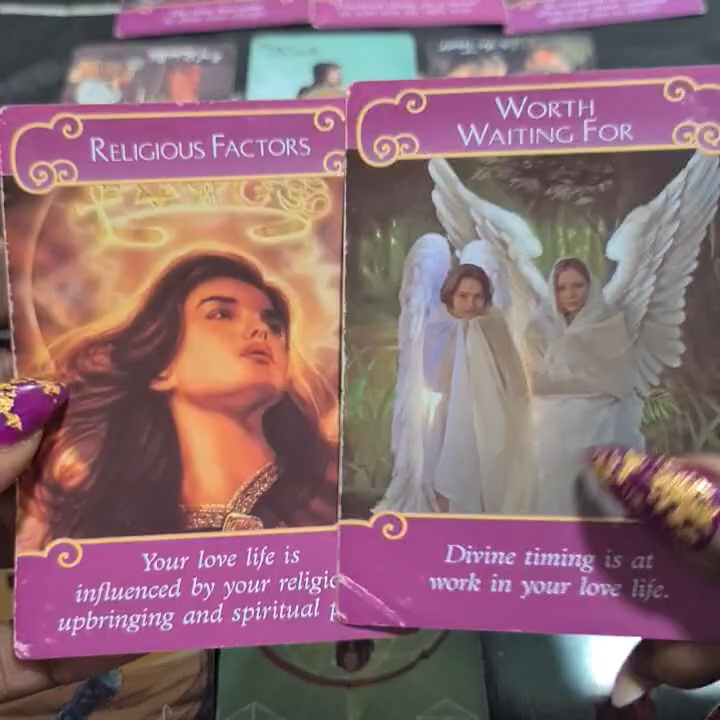 RELIGIOUS FACTORS
Your love life is
influenced by your
upbringing and spiritual
WORTH
WAITING FOR
Divine timing is at
work in your love life.